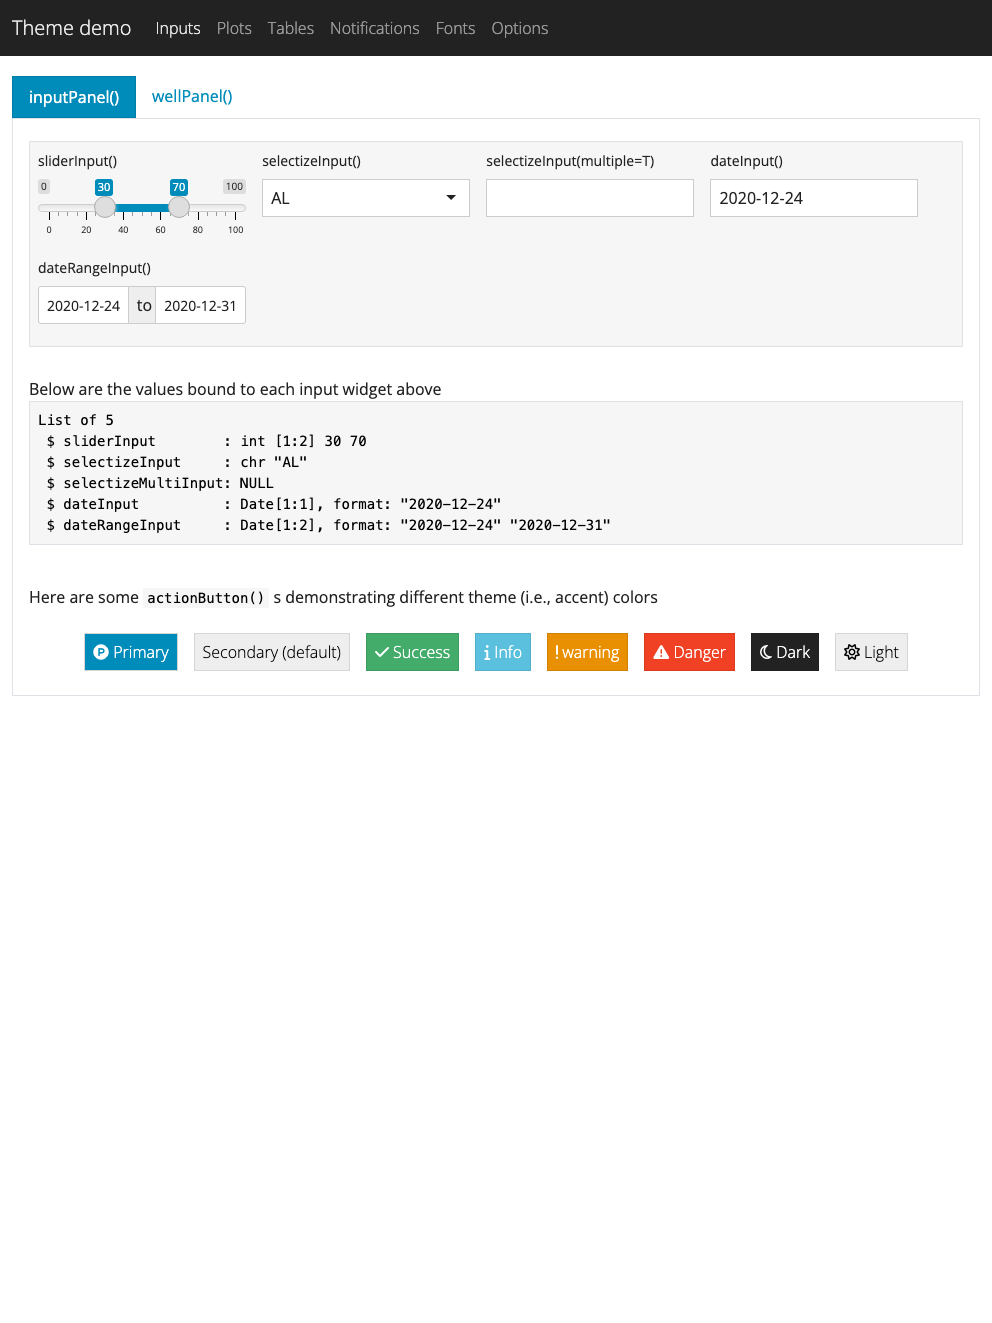 Theme demo Inputs Plots Tables Notifications Fonts Options
inputPanel() wellPanel()
sliderInput() selectizeInput() selectizeInput(multiple=T) dateInput()
0 30 70 100
AL 2020-12-24
0 20 40 60 80 100
dateRangeInput()
2020-12-24 to 2020-12-31
Below are the values bound to each input widget above
List of 5
 $ sliderInput        : int [1:2] 30 70
 $ selectizeInput     : chr "AL"
 $ selectizeMultiInput: NULL
 $ dateInput          : Date[1:1], format: "2020-12-24"
 $ dateRangeInput     : Date[1:2], format: "2020-12-24" "2020-12-31"
Here are some actionButton() s demonstrating different theme (i.e., accent) colors
Primary Secondary (default) Success Info warning Danger Dark Light